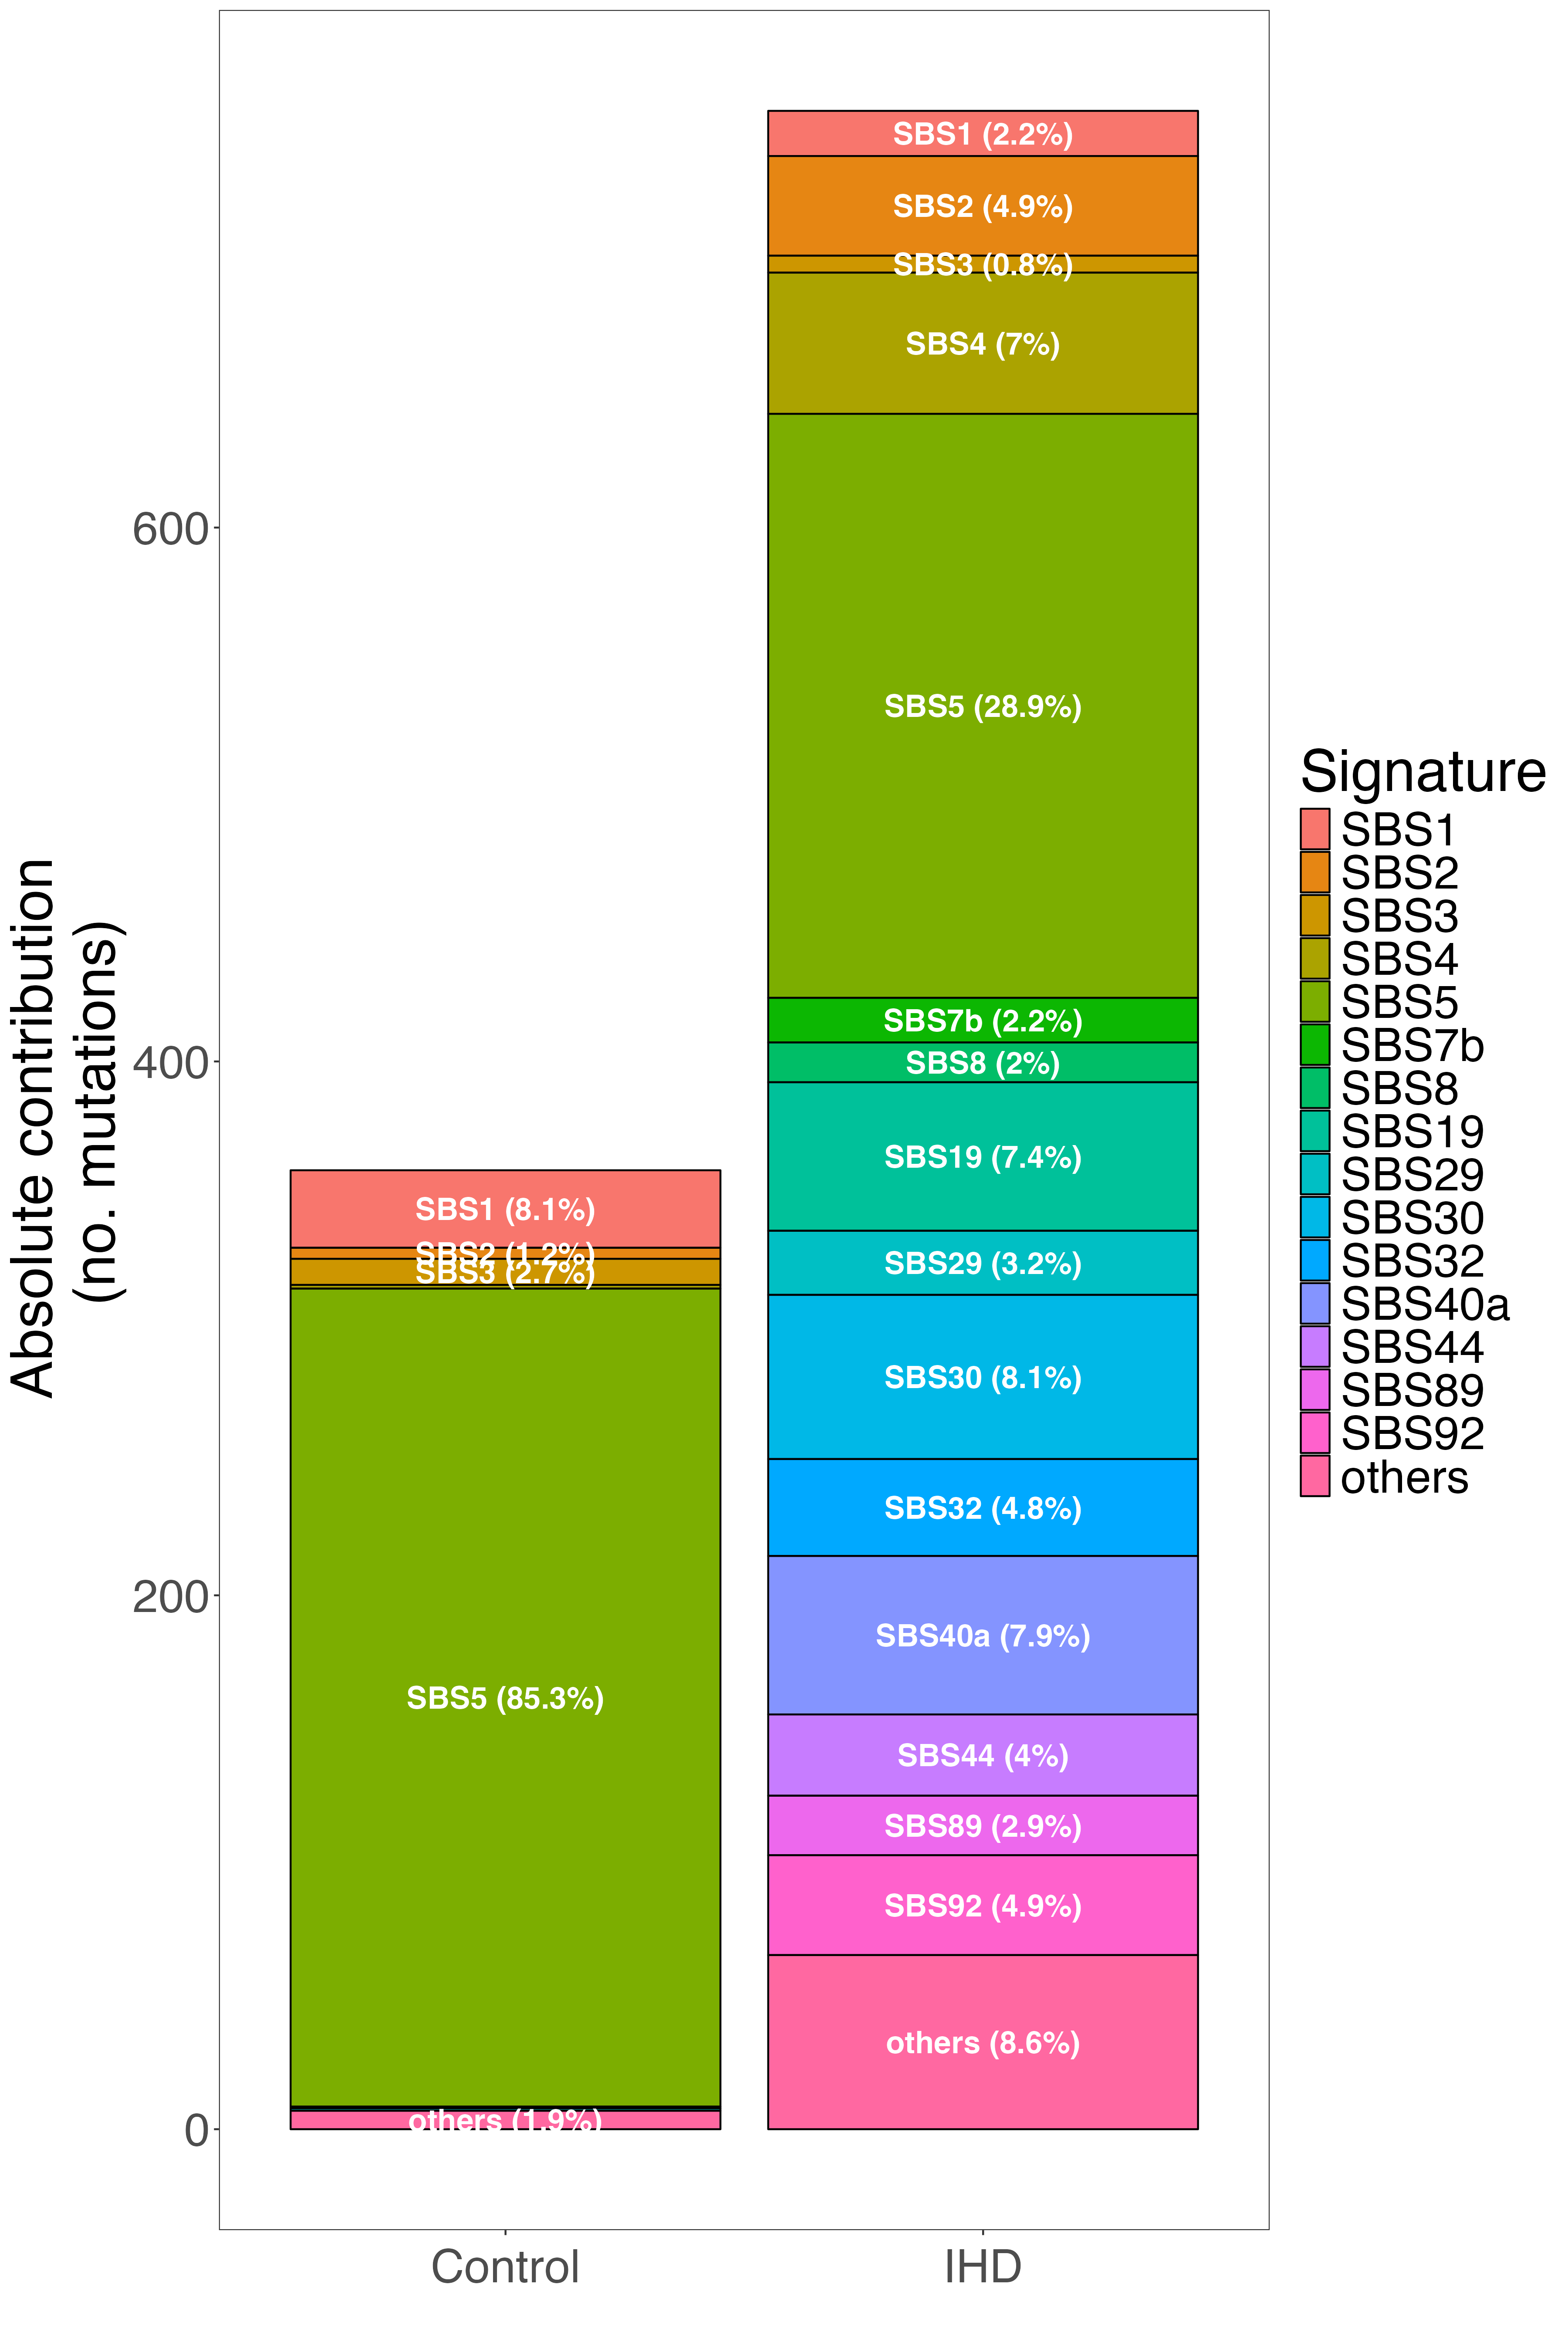 Absolute contribution
(no. mutations)
600
400
200
0
SBS1 (8.1%)
SBS2 (1.2%)
SBS3 (2.7%)
SBS5 (85.3%)
others (1.9%)
SBS1 (2.2%)
SBS2 (4.9%)
SBS3 (0.8%)
SBS4 (7%)
SBS5 (28.9%)
SBS7b (2.2%)
SBS8 (2%)
SBS19 (7.4%)
SBS29 (3.2%)
SBS30 (8.1%)
SBS32 (4.8%)
SBS40a (7.9%)
SBS44 (4%)
SBS89 (2.9%)
SBS92 (4.9%)
others (8.6%)
Control
IHD
Signature
SBS1
SBS2
SBS3
SBS4
SBS5
SBS7b
SBS8
SBS19
SBS29
SBS30
SBS32
SBS40a
SBS44
SBS89
SBS92
others